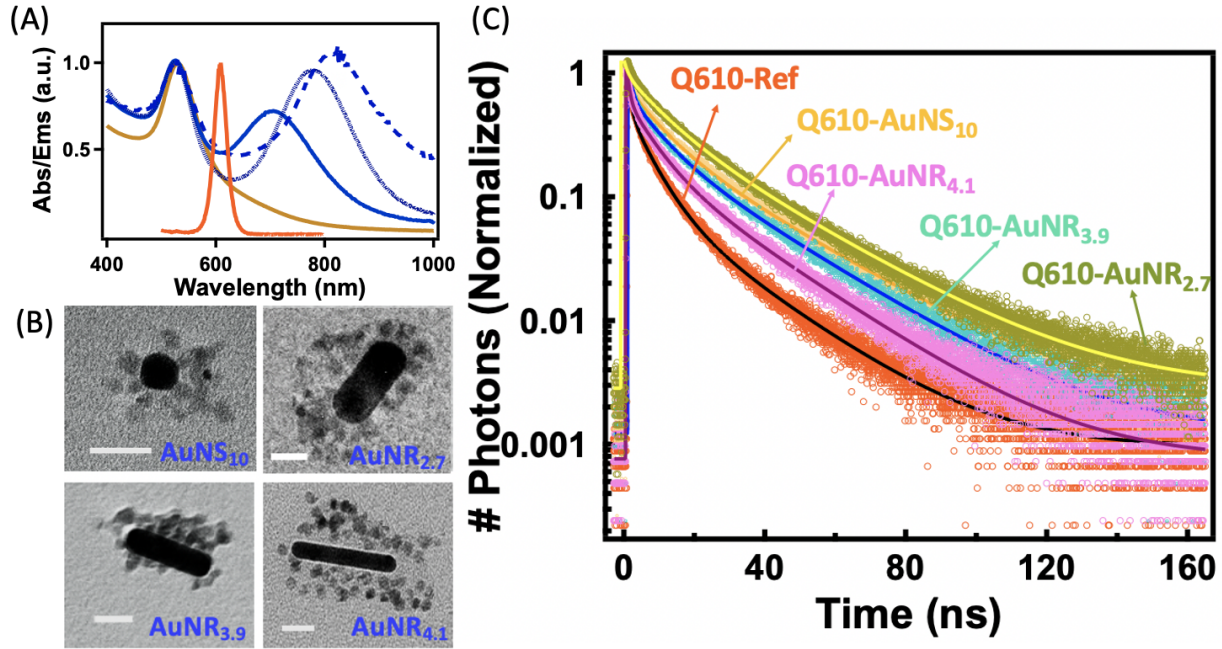 (A)
Abs/Ems (a.u.)
1.0
0.5
400 600 800 1000
Wavelength (nm)
(B)
AuNS10
AuNR2.7
AuNR3.9
AuNR4.1
(C)
# Photons (Normalized)
1
0.1
0.01
0.001
Q610-Ref
Q610-AuNS10
Q610-AuNR4.1
Q610-AuNR3.9
Q610-AuNR2.7
0 40 80 120 160
Time (ns)